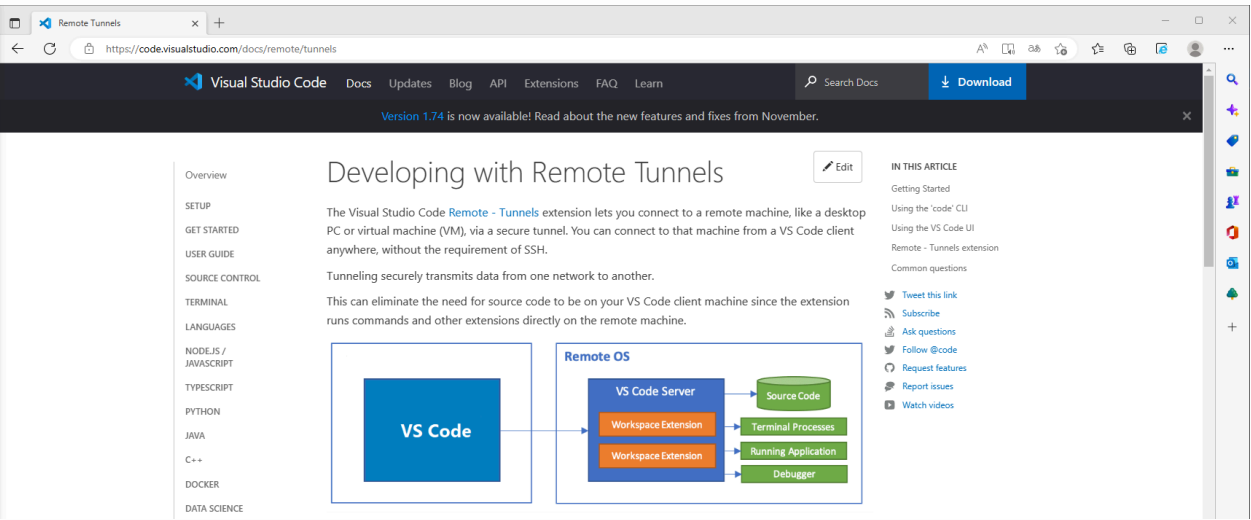 Remote Tunnels
https://code.visualstudio.com/docs/remote/tunnels
Visual Studio Code Docs Updates Blog API Extensions FAQ Learn Search Docs Download
Version 1.74 is now available! Read about the new features and fixes from November.
Overview
SETUP
GET STARTED
USER GUIDE
SOURCE CONTROL
TERMINAL
LANGUAGES
NODE.JS /
JAVASCRIPT
TYPESCRIPT
PYTHON
JAVA
C++
DOCKER
DATA SCIENCE
Developing with Remote Tunnels
Edit
The Visual Studio Code Remote - Tunnels extension lets you connect to a remote machine, like a desktop
PC or virtual machine (VM), via a secure tunnel. You can connect to that machine from a VS Code client
anywhere, without the requirement of SSH.
Tunneling securely transmits data from one network to another.
This can eliminate the need for source code to be on your VS Code client machine since the extension
runs commands and other extensions directly on the remote machine.
VS Code
Remote OS
VS Code Server
Workspace Extension
Workspace Extension
Source Code
Terminal Processes
Running Application
Debugger
IN THIS ARTICLE
Getting Started
Using the 'code' CLI
Using the VS Code UI
Remote - Tunnels extension
Common questions
Tweet this link
Subscribe
Ask questions
Follow @code
Request features
Report issues
Watch videos